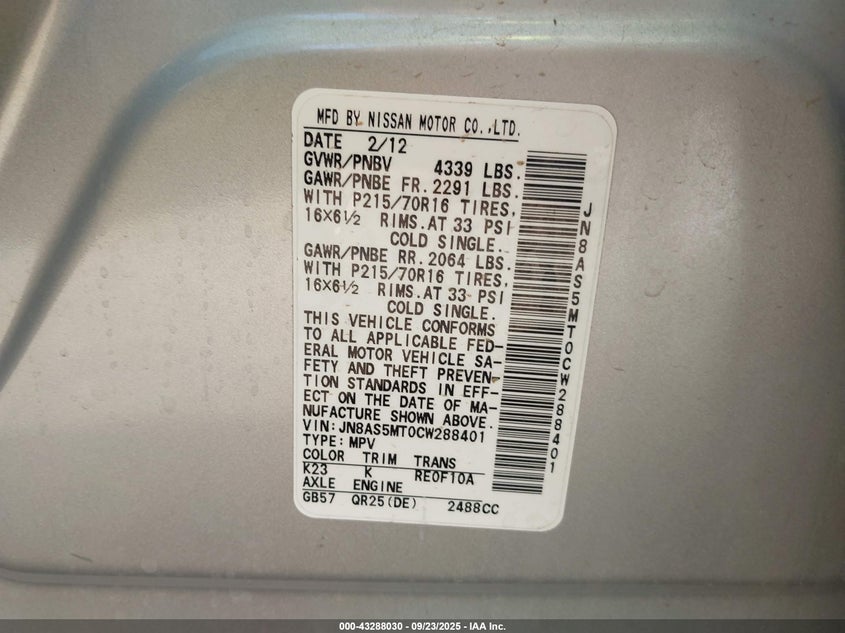 MFD BY NISSAN MOTOR CO.,LTD.
DATE 2/12
GVWR/PNBV 4339 LBS.
GAWR/PNBE FR. 2291 LBS.
WITH P215/70R16 TIRES,
16×6½ RIMS. AT 33 PSI
COLD SINGLE.
GAWR/PNBE RR. 2064 LBS.
WITH P215/70R16 TIRES,
16×6½ RIMS. AT 33 PSI
COLD SINGLE.
THIS VEHICLE CONFORMS
TO ALL APPLICABLE FED-
ERAL MOTOR VEHICLE SA-
FETY AND THEFT PREVEN-
TION STANDARDS IN EFF-
ECT ON THE DATE OF MA-
NUFACTURE SHOWN ABOVE.
VIN: JN8AS5MT0CW288401
TYPE: MPV
COLOR TRIM TRANS
K23 K RE0F10A
AXLE ENGINE
GB57 QR25(DE) 2488CC
JN8AS5MT0CW288401
000-43288030 - 09/23/2025 - IAA Inc.